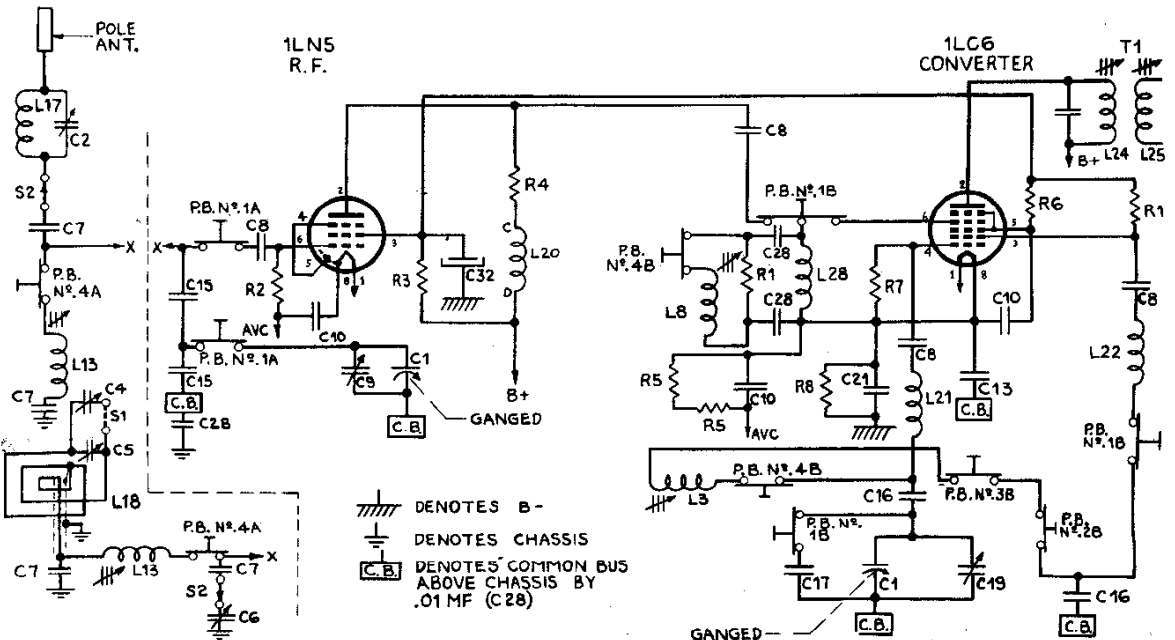 POLE
ANT.
1LN5
R.F.
1LC6
CONVERTER
T1
L17
C2
S2
C7
X
X
P.B. Nº.1A
C8
R4
C8
P.B. Nº.1B
B+
L24
L25
R6
R1
2
4
6
5
3
8
1
2
6
4
5
3
1
8
P.B.
Nº.4A
C15
R2
C10
AVC
R3
C32
C
L20
D
P.B.
Nº.4B
L8
R1
C28
C28
L28
R7
C10
C8
L13
C7
P.B. Nº.1A
C15
C.B.
C28
C9
C1
GANGED
C.B.
B+
R5
R5
C10
AVC
R8
C21
C8
L21
C13
C.B.
L22
P.B.
Nº.1B
C4
S1
C5
L18
L3
P.B. Nº.4B
P.B. Nº.3B
C16
P.B.
Nº.2B
DENOTES B-
DENOTES CHASSIS
C.B. DENOTES COMMON BUS
ABOVE CHASSIS BY
.01 MF (C28)
P.B. Nº.
1B
C17
C1
C19
C.B.
GANGED
C16
C.B.
P.B. Nº.4A
C7
L13
C7
X
S2
C6